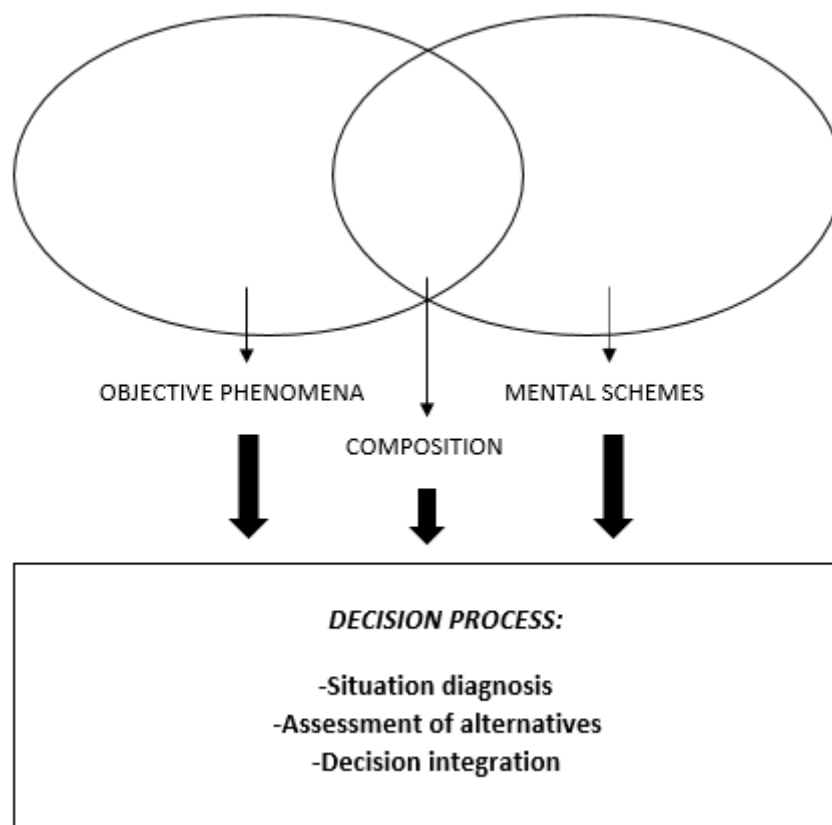 OBJECTIVE PHENOMENA
MENTAL SCHEMES
COMPOSITION
DECISION PROCESS:
-Situation diagnosis
-Assessment of alternatives
-Decision integration